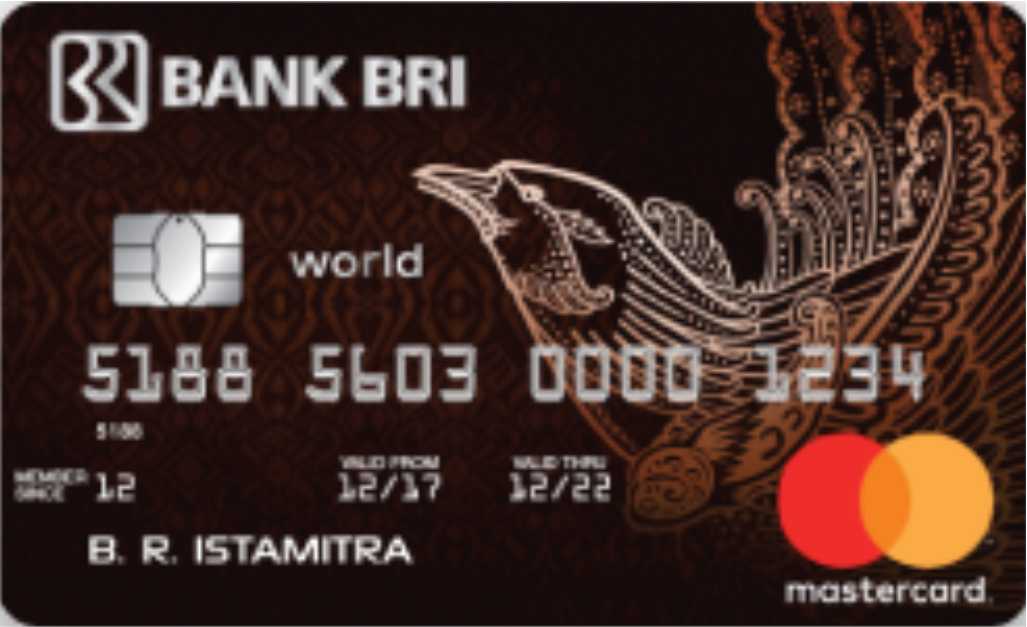 BANK BRI
world
5188 5603 0000 1234
5188
MEMBER SINCE 12 VALID FROM 12/17 VALID THRU 12/22
B. R. ISTAMITRA
mastercard.